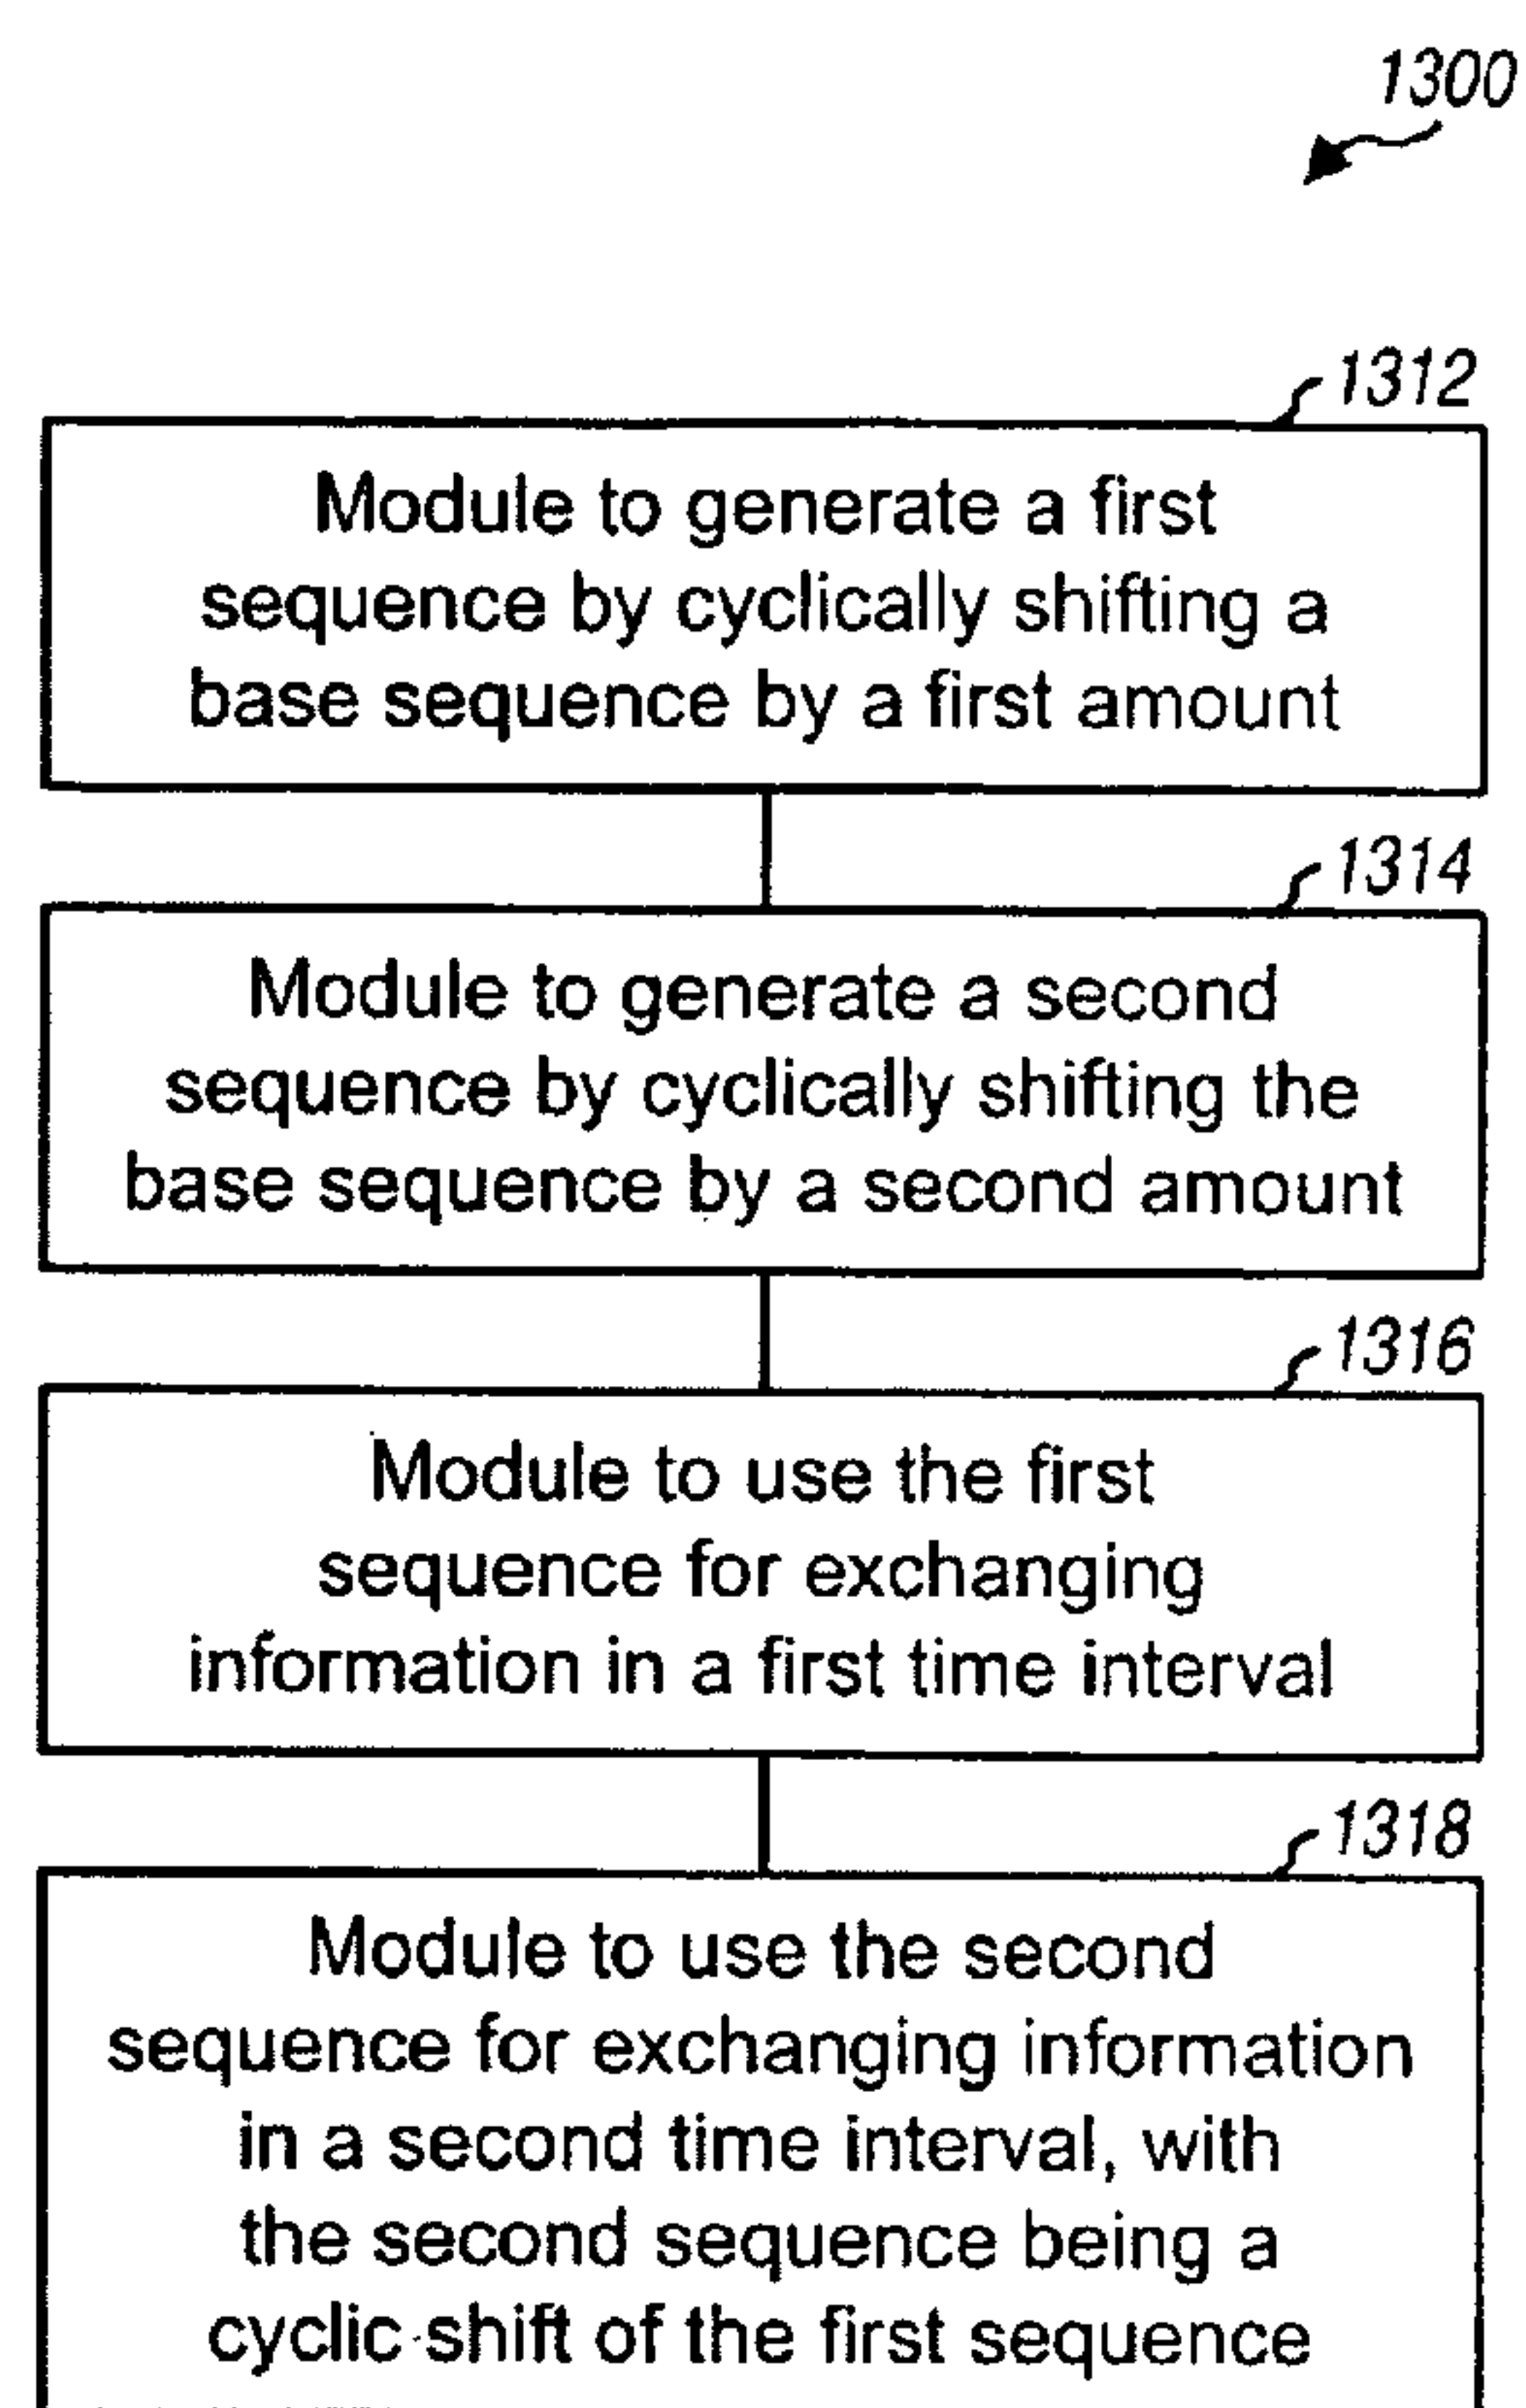 1300
1312
Module to generate a first
sequence by cyclically shifting a
base sequence by a first amount
1314
Module to generate a second
sequence by cyclically shifting the
base sequence by a second amount
1316
Module to use the first
sequence for exchanging
information in a first time interval
1318
Module to use the second
sequence for exchanging information
in a second time interval, with
the second sequence being a
cyclic shift of the first sequence